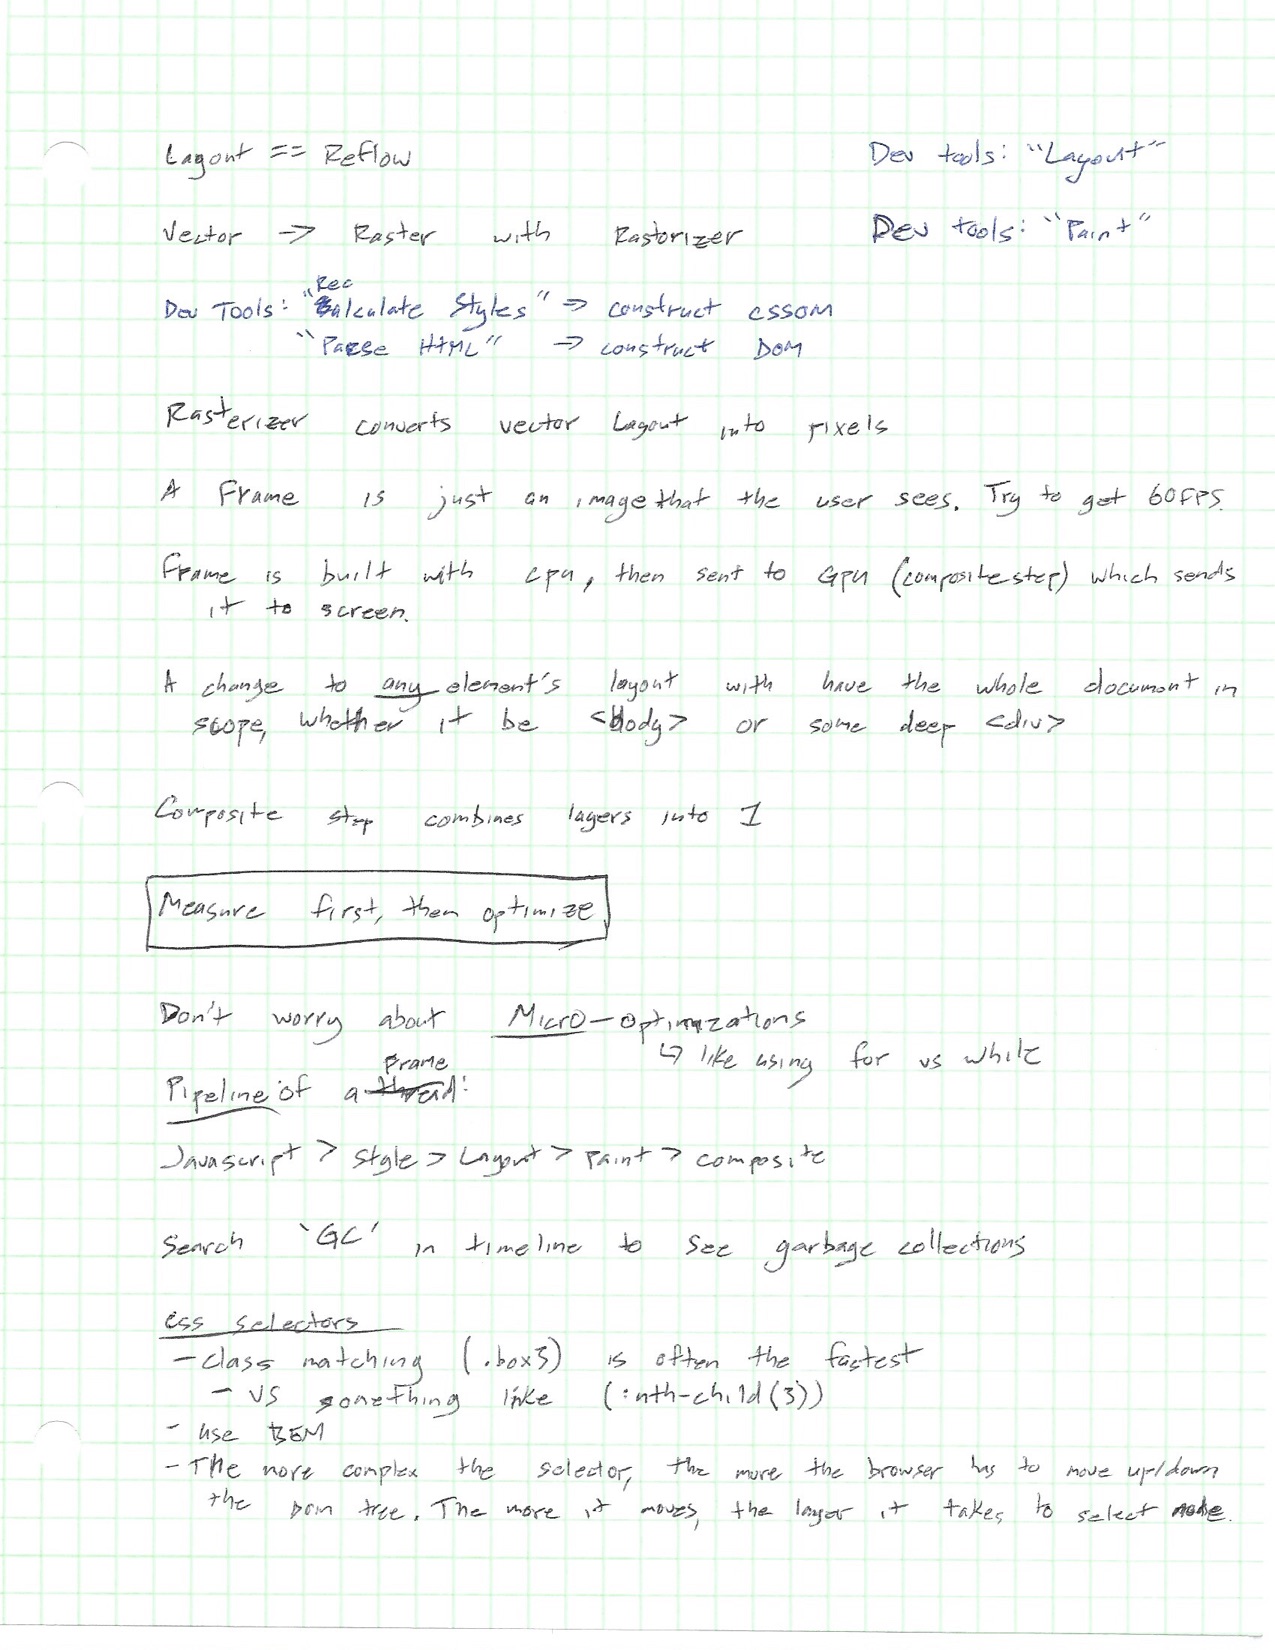 Layout == Reflow Dev tools: "Layout"
Vector → Raster with Rastorizer Dev tools: "Paint"
Rec
Dev Tools: "Calculate Styles" → construct CSSOM
"Parse HTML" → construct DOM
Rasterizer converts vector layout into pixels
A Frame is just an image that the user sees. Try to get 60FPS.
Frame is built with cpu, then sent to GPU (composite step) which sends
it to screen.
A change to any element's layout with have the whole document in
scope, whether it be <body> or some deep <div>
Composite step combines layers into 1
Measure first, then optimize
Don't worry about Micro-optimizations
↳ like using for vs while
Frame
Pipeline of a thread:
Javascript > Style > Layout > Paint > composite
Search 'GC' in timeline to see garbage collections
CSS selectors
- class matching (.box3) is often the fastest
- vs something like (:nth-child(3))
- use BEM
- The more complex the selector, the more the browser has to move up/down
the DOM tree. The more it moves, the longer it takes to select node.